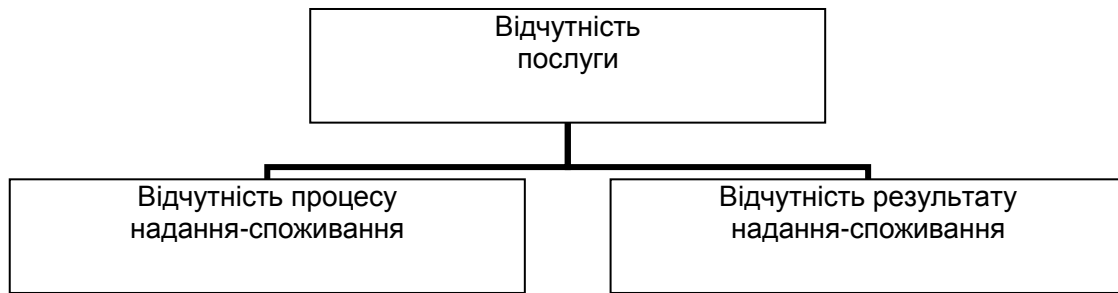 Відчутність
послуги
Відчутність процесу
надання-споживання
Відчутність результату
надання-споживання